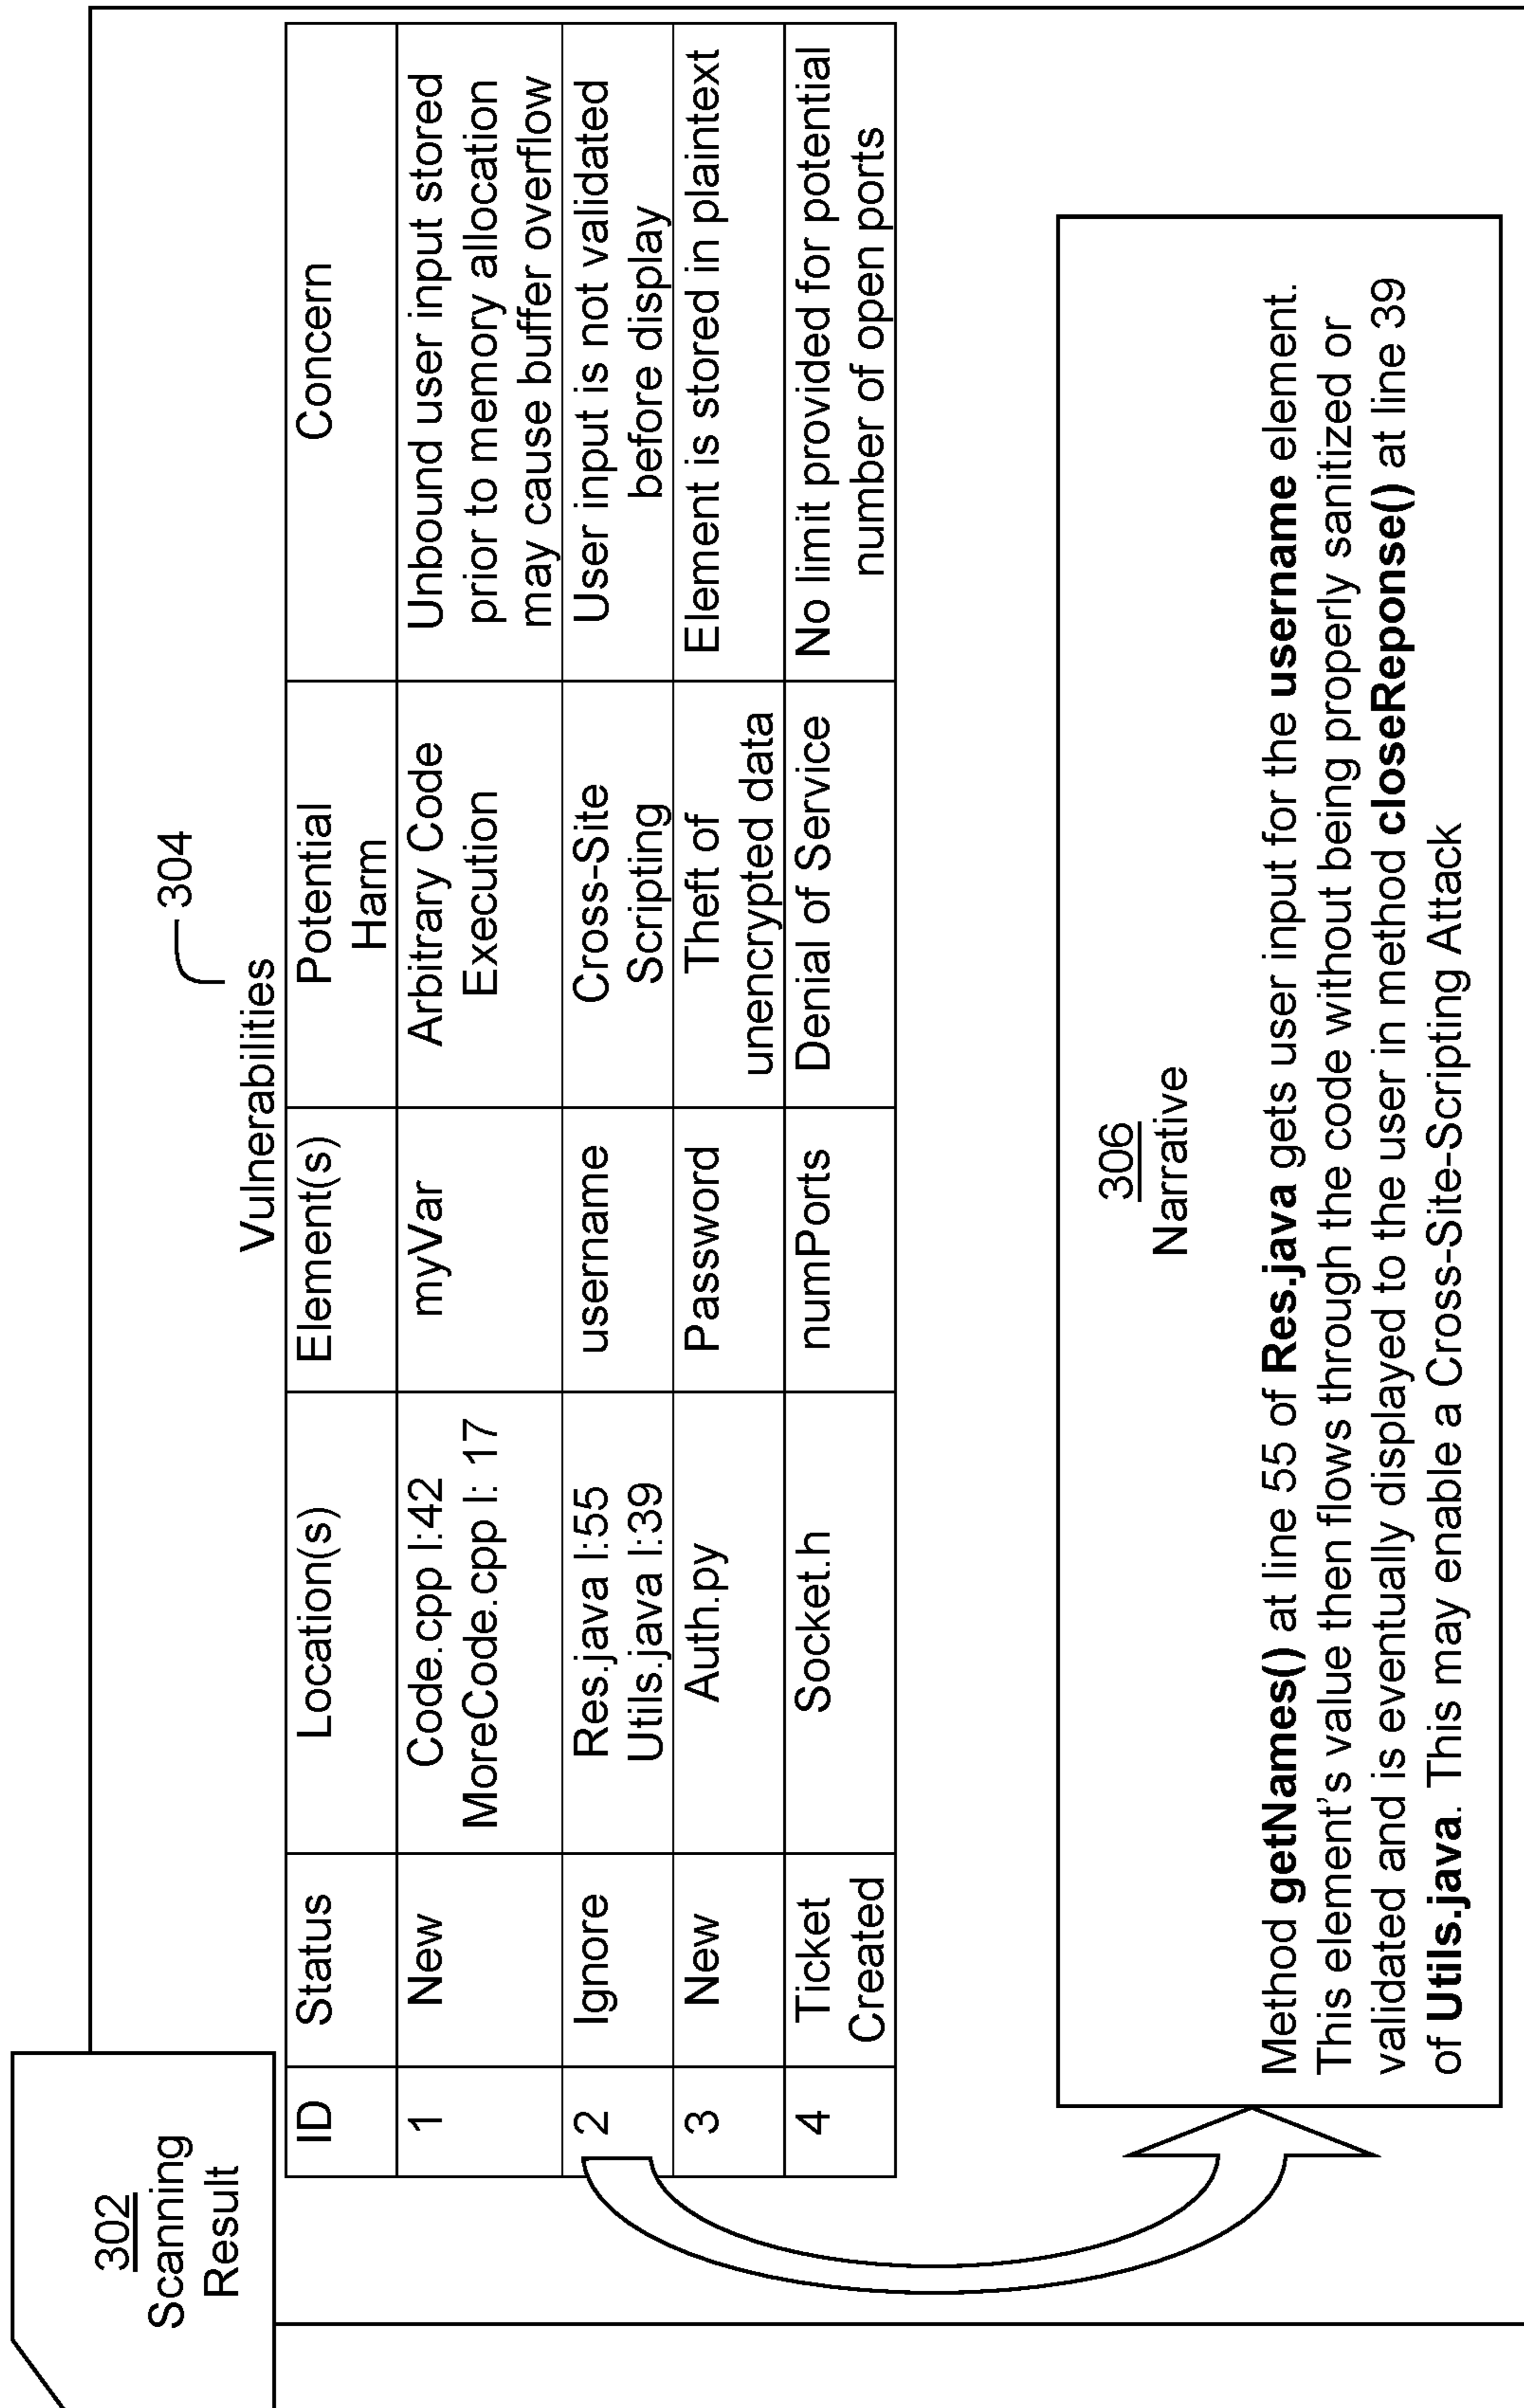 302
Scanning
Result
304
Vulnerabilities
ID Status Location(s) Element(s) Potential Concern
Harm
1 New Code.cpp l:42 myVar Arbitrary Code Unbound user input stored
MoreCode.cpp l: 17 Execution prior to memory allocation
may cause buffer overflow
2 Ignore Res.java l:55 username Cross-Site User input is not validated
Utils.java l:39 Scripting before display
3 New Auth.py Password Theft of Element is stored in plaintext
unencrypted data
4 Ticket Socket.h numPorts Denial of Service No limit provided for potential
Created number of open ports
306
Narrative
Method getNames() at line 55 of Res.java gets user input for the username element.
This element's value then flows through the code without being properly sanitized or
validated and is eventually displayed to the user in method closeReponse() at line 39
of Utils.java. This may enable a Cross-Site-Scripting Attack